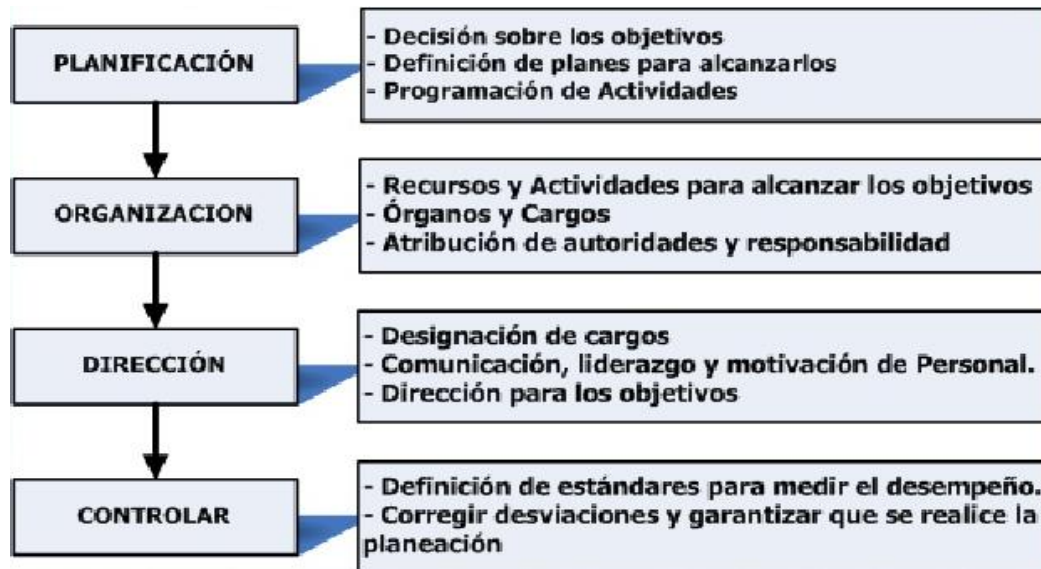 PLANIFICACIÓN
- Decisión sobre los objetivos
- Definición de planes para alcanzarlos
- Programación de Actividades
ORGANIZACION
- Recursos y Actividades para alcanzar los objetivos
- Órganos y Cargos
- Atribución de autoridades y responsabilidad
DIRECCIÓN
- Designación de cargos
- Comunicación, liderazgo y motivación de Personal.
- Dirección para los objetivos
CONTROLAR
- Definición de estándares para medir el desempeño.
- Corregir desviaciones y garantizar que se realice la
planeación